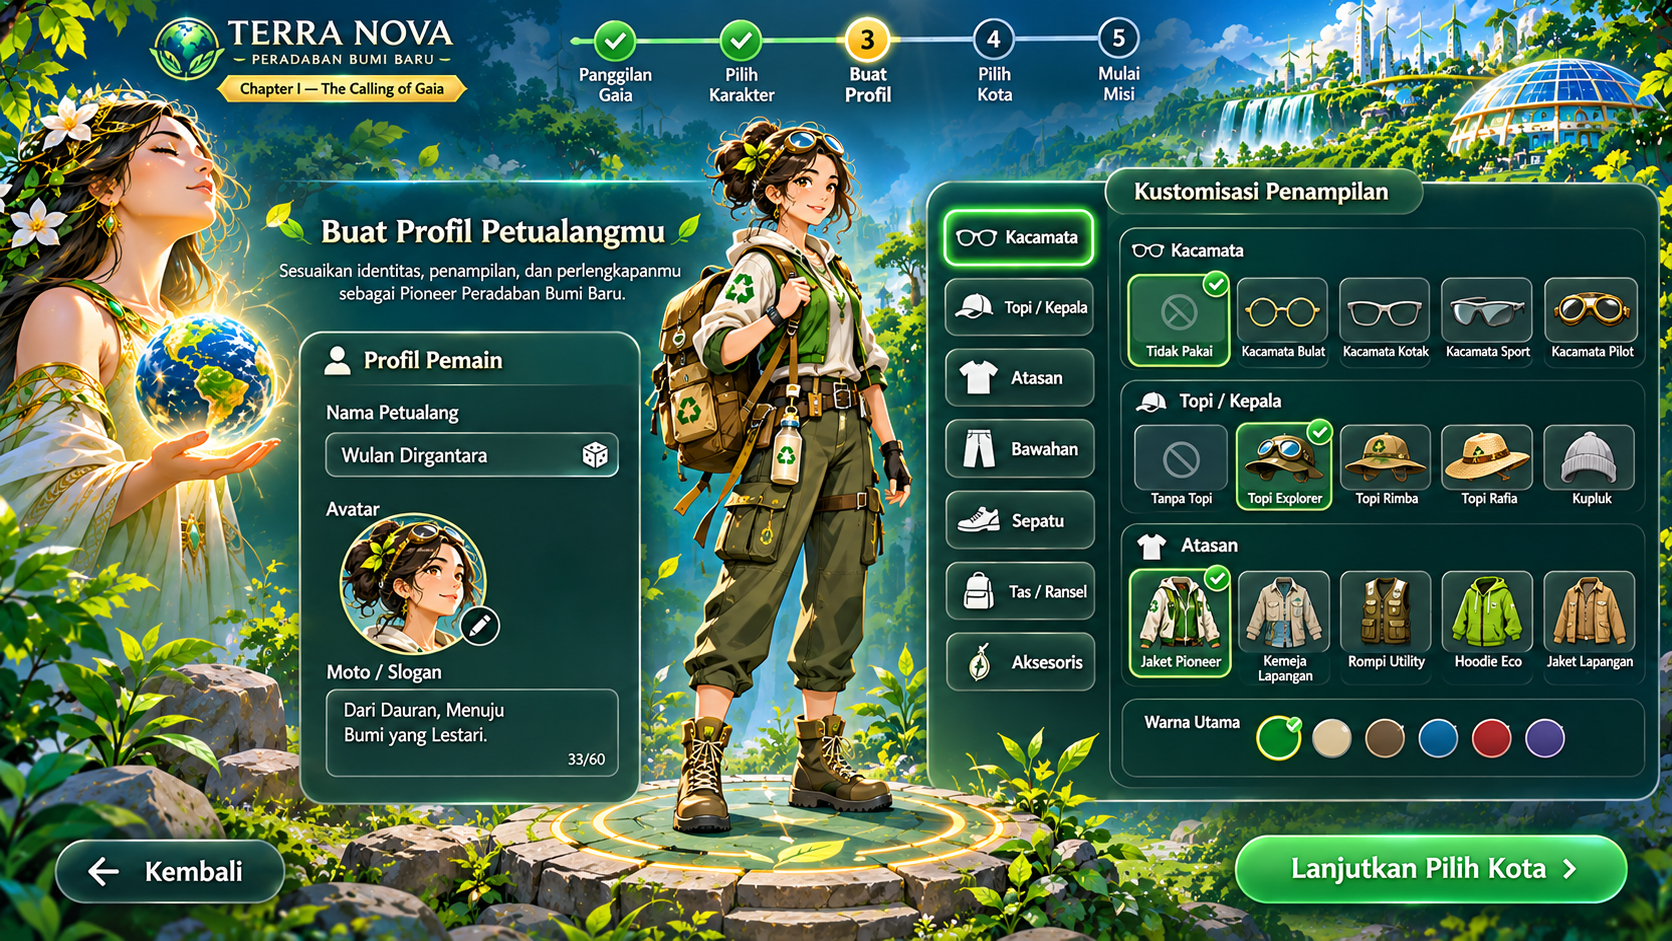 TERRA NOVA
PERADABAN BUMI BARU
Chapter I — The Calling of Gaia
Panggilan
Gaia
Pilih
Karakter
3
Buat
Profil
4
Pilih
Kota
5
Mulai
Misi
Buat Profil Petualangmu
Sesuaikan identitas, penampilan, dan perlengkapanmu
sebagai Pioneer Peradaban Bumi Baru.
Profil Pemain
Nama Petualang
Wulan Dirgantara
Avatar
Moto / Slogan
Dari Dauran, Menuju
Bumi yang Lestari.
33/60
Kacamata
Topi / Kepala
Atasan
Bawahan
Sepatu
Tas / Ransel
Aksesoris
Kustomisasi Penampilan
Kacamata
Tidak Pakai
Kacamata Bulat
Kacamata Kotak
Kacamata Sport
Kacamata Pilot
Topi / Kepala
Tanpa Topi
Topi Explorer
Topi Rimba
Topi Rafia
Kupluk
Atasan
Jaket Pioneer
Kemeja
Lapangan
Rompi Utility
Hoodie Eco
Jaket Lapangan
Warna Utama
Kembali
Lanjutkan Pilih Kota